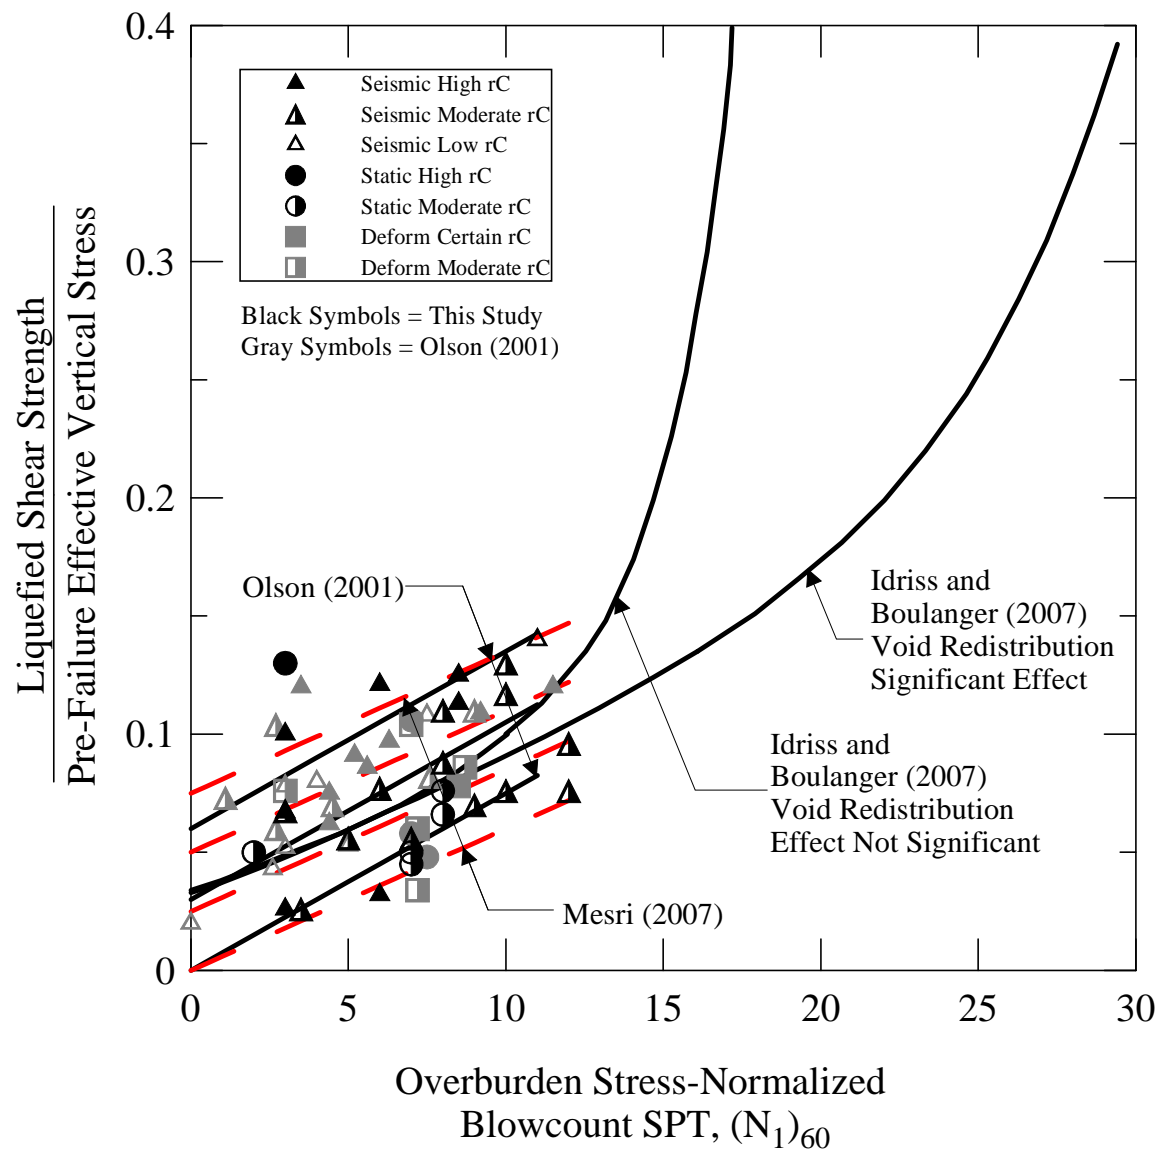 0.4
0.3
0.2
0.1
0
Liquefied Shear Strength
Pre-Failure Effective Vertical Stress
Seismic High rC
Seismic Moderate rC
Seismic Low rC
Static High rC
Static Moderate rC
Deform Certain rC
Deform Moderate rC
Black Symbols = This Study
Gray Symbols = Olson (2001)
Olson (2001)
Idriss and
Boulanger (2007)
Void Redistribution
Significant Effect
Idriss and
Boulanger (2007)
Void Redistribution
Effect Not Significant
Mesri (2007)
0 5 10 15 20 25 30
Overburden Stress-Normalized
Blowcount SPT, (N1)60